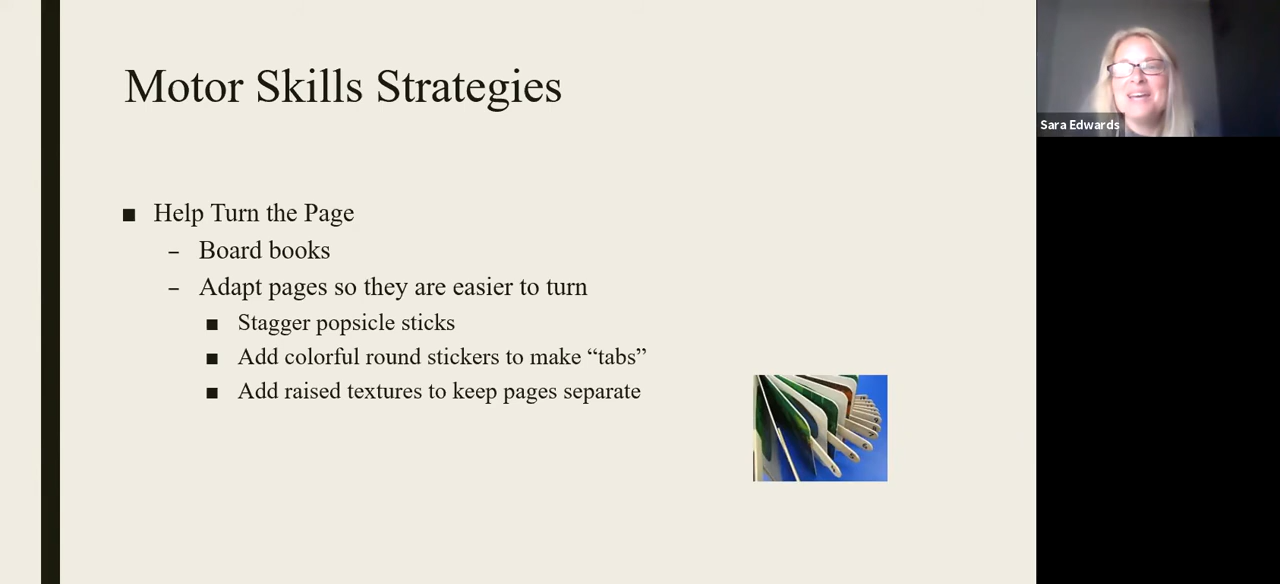 Motor Skills Strategies
Sara Edwards
■ Help Turn the Page
– Board books
– Adapt pages so they are easier to turn
■ Stagger popsicle sticks
■ Add colorful round stickers to make “tabs”
■ Add raised textures to keep pages separate